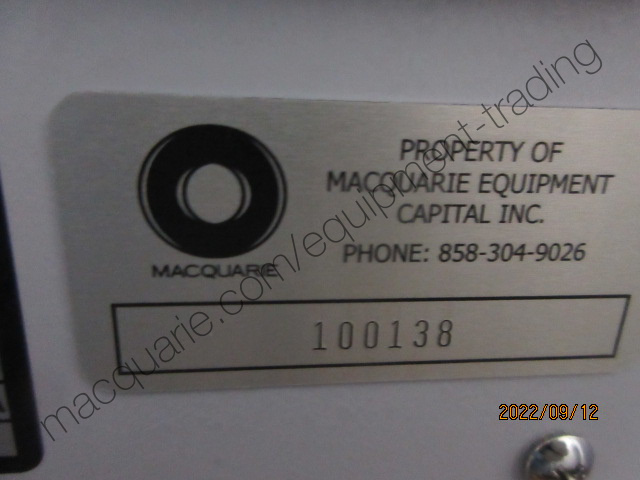 PROPERTY OF
MACQUARIE EQUIPMENT
CAPITAL INC.
PHONE: 858-304-9026
MACQUARIE
100138
2022/09/12
macquarie.com/equipment-trading